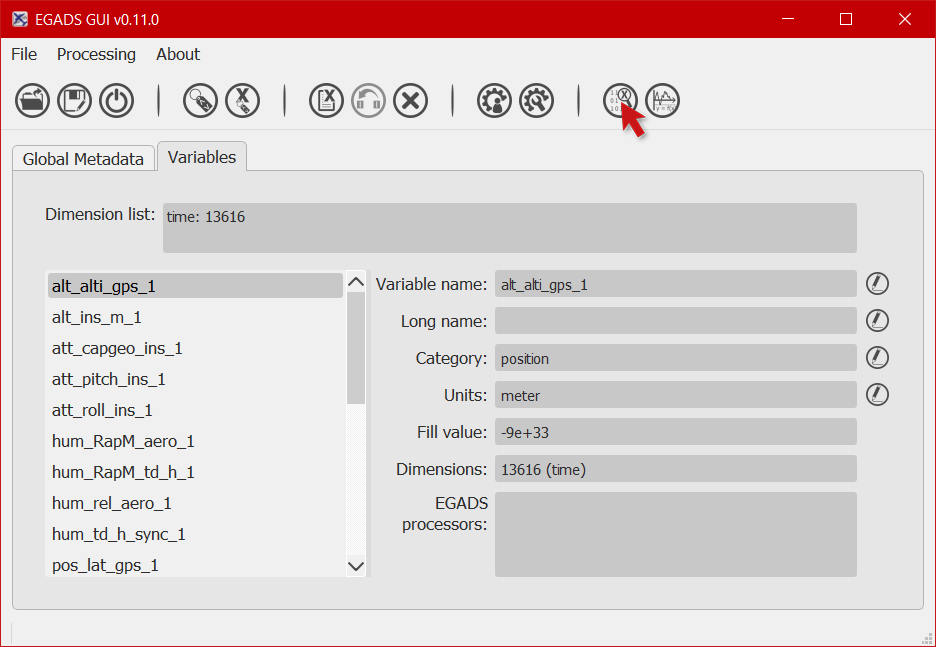 EGADS GUI v0.11.0
File Processing About
Global Metadata Variables
Dimension list: time: 13616
alt_alti_gps_1
alt_ins_m_1
att_capgeo_ins_1
att_pitch_ins_1
att_roll_ins_1
hum_RapM_aero_1
hum_RapM_td_h_1
hum_rel_aero_1
hum_td_h_sync_1
pos_lat_gps_1
Variable name: alt_alti_gps_1
Long name:
Category: position
Units: meter
Fill value: -9e+33
Dimensions: 13616 (time)
EGADS
processors: